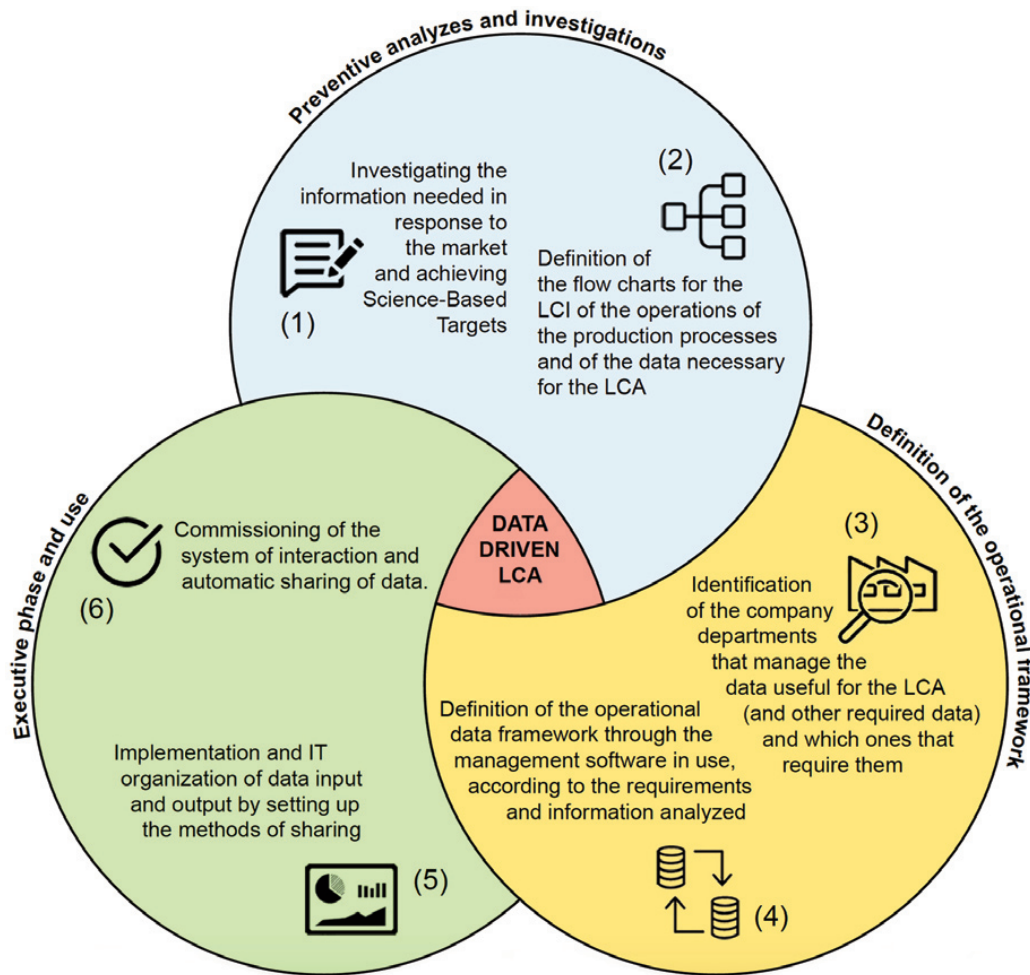 Preventive analyzes and investigations
(1)
Investigating the
information needed in
response to
the market
and achieving
Science-Based
Targets
(2)
Definition of
the flow charts for the
LCI of the operations of
the production processes
and of the data necessary
for the LCA
Definition of the operational framework
(3)
Identification
of the company
departments
that manage the
data useful for the LCA
(and other required data)
and which ones that
require them
Definition of the operational
data framework through the
management software in use,
according to the requirements
and information analyzed
(4)
Executive phase and use
(5)
Implementation and IT
organization of data input
and output by setting up
the methods of sharing
(6)
Commissioning of the
system of interaction and
automatic sharing of data.
DATA
DRIVEN
LCA